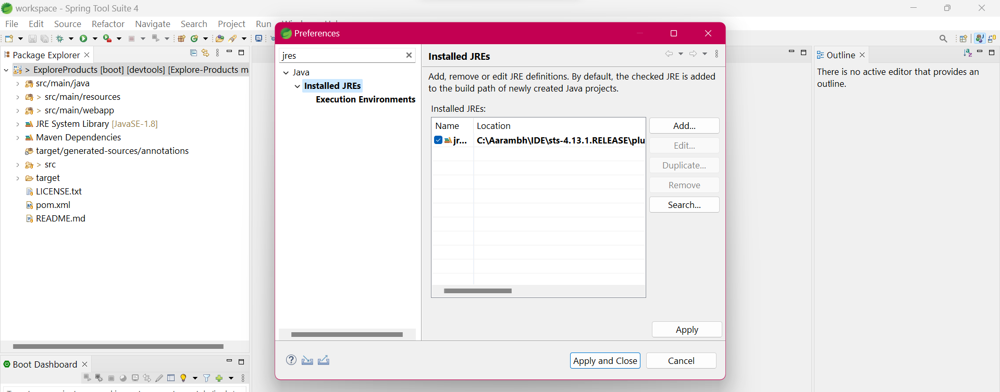 workspace - Spring Tool Suite 4
File Edit Source Refactor Navigate Search Project Run
Package Explorer
> ExploreProducts [boot] [devtools] [Explore-Products m
src/main/java
> src/main/resources
> src/main/webapp
JRE System Library [JavaSE-1.8]
Maven Dependencies
target/generated-sources/annotations
> src
target
LICENSE.txt
pom.xml
README.md
Boot Dashboard
Preferences
jres
Java
Installed JREs
Execution Environments
Installed JREs
Add, remove or edit JRE definitions. By default, the checked JRE is added
to the build path of newly created Java projects.
Installed JREs:
Name Location
jr... C:\Aarambh\IDE\sts-4.13.1.RELEASE\plu
Add...
Edit...
Duplicate...
Remove
Search...
Apply
Apply and Close Cancel
Outline
There is no active editor that provides an
outline.